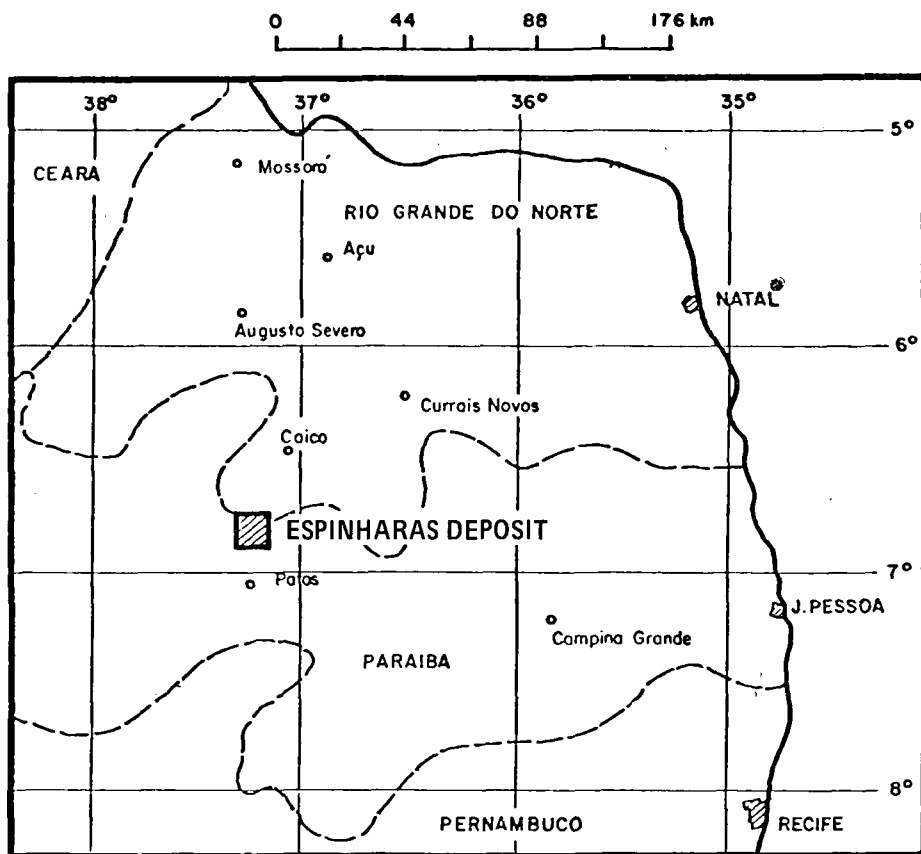 0 44 88 176 km
38° 37° 36° 35°
5°
CEARA
Mossoró
RIO GRANDE DO NORTE
Açu
NATAL
Augusto Severo
6°
Currais Novos
Caico
ESPINHARAS DEPOSIT
7°
Patos
J. PESSOA
Campina Grande
PARAIBA
8°
PERNAMBUCO
RECIFE